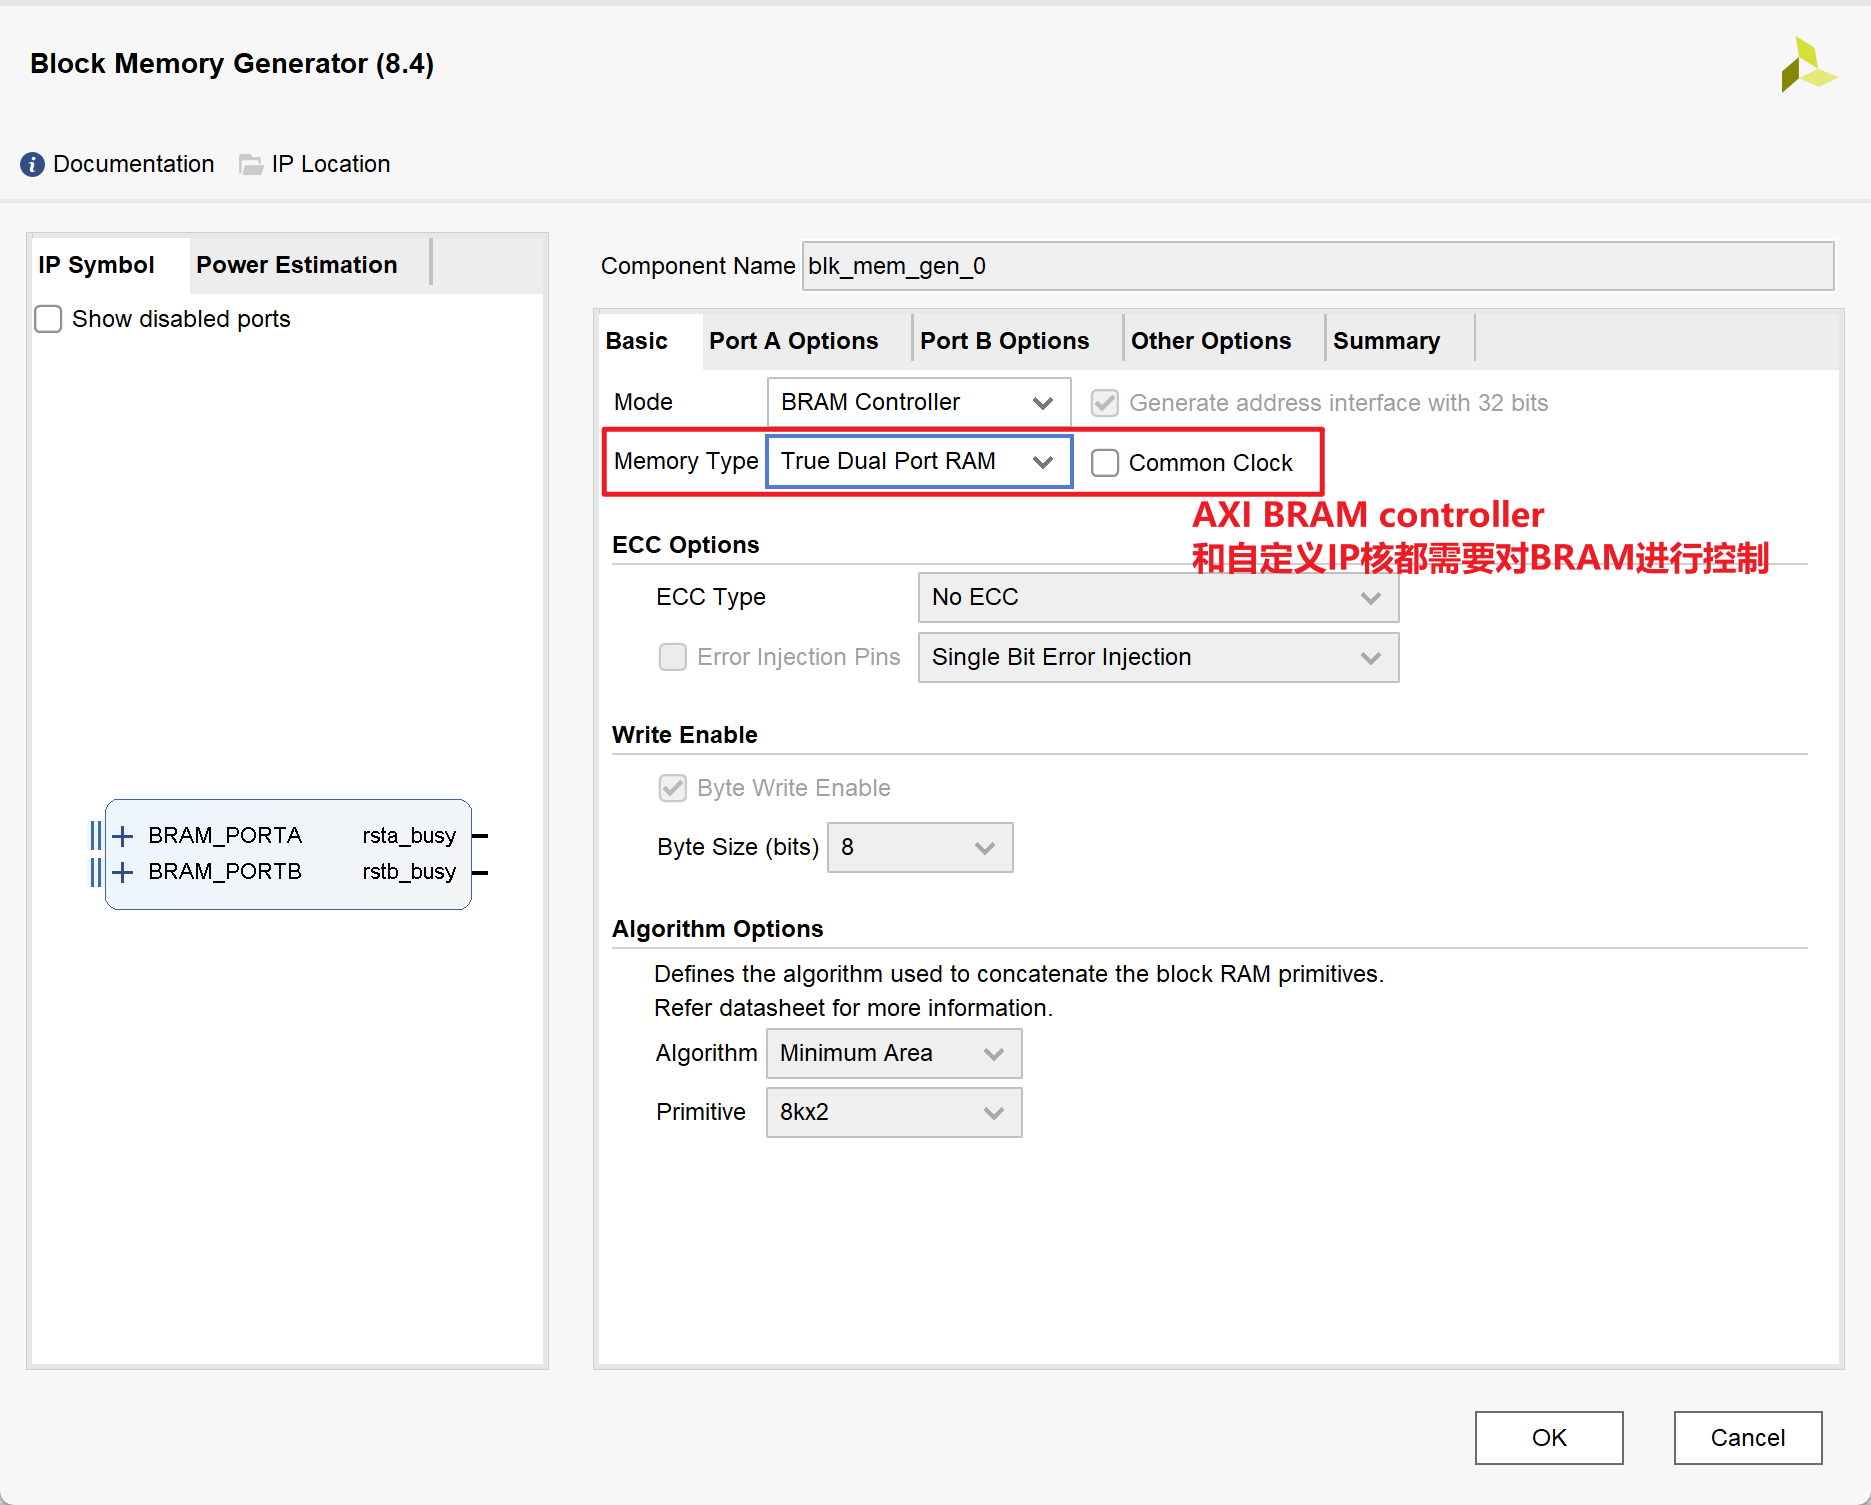 Block Memory Generator (8.4)
Documentation IP Location
IP Symbol Power Estimation
Show disabled ports
BRAM_PORTA rsta_busy
BRAM_PORTB rstb_busy
Component Name blk_mem_gen_0
Basic Port A Options Port B Options Other Options Summary
Mode BRAM Controller Generate address interface with 32 bits
Memory Type True Dual Port RAM Common Clock
AXI BRAM controller
和自定义IP核都需要对BRAM进行控制
ECC Options
ECC Type No ECC
Error Injection Pins Single Bit Error Injection
Write Enable
Byte Write Enable
Byte Size (bits) 8
Algorithm Options
Defines the algorithm used to concatenate the block RAM primitives.
Refer datasheet for more information.
Algorithm Minimum Area
Primitive 8kx2
OK Cancel